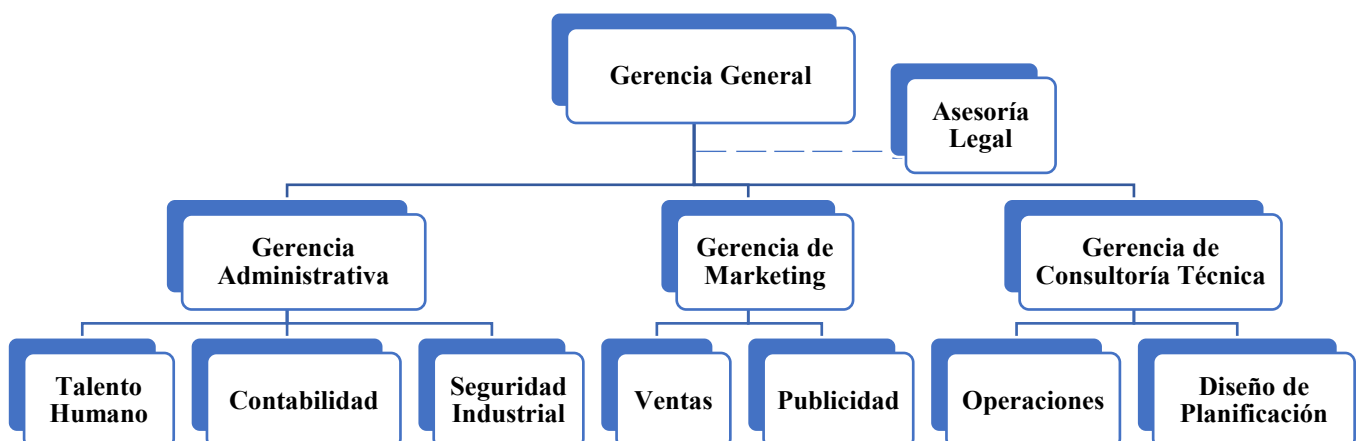 Gerencia General
Asesoría
Legal
Gerencia
Administrativa
Gerencia de
Marketing
Gerencia de
Consultoría Técnica
Talento
Humano
Contabilidad
Seguridad
Industrial
Ventas
Publicidad
Operaciones
Diseño de
Planificación